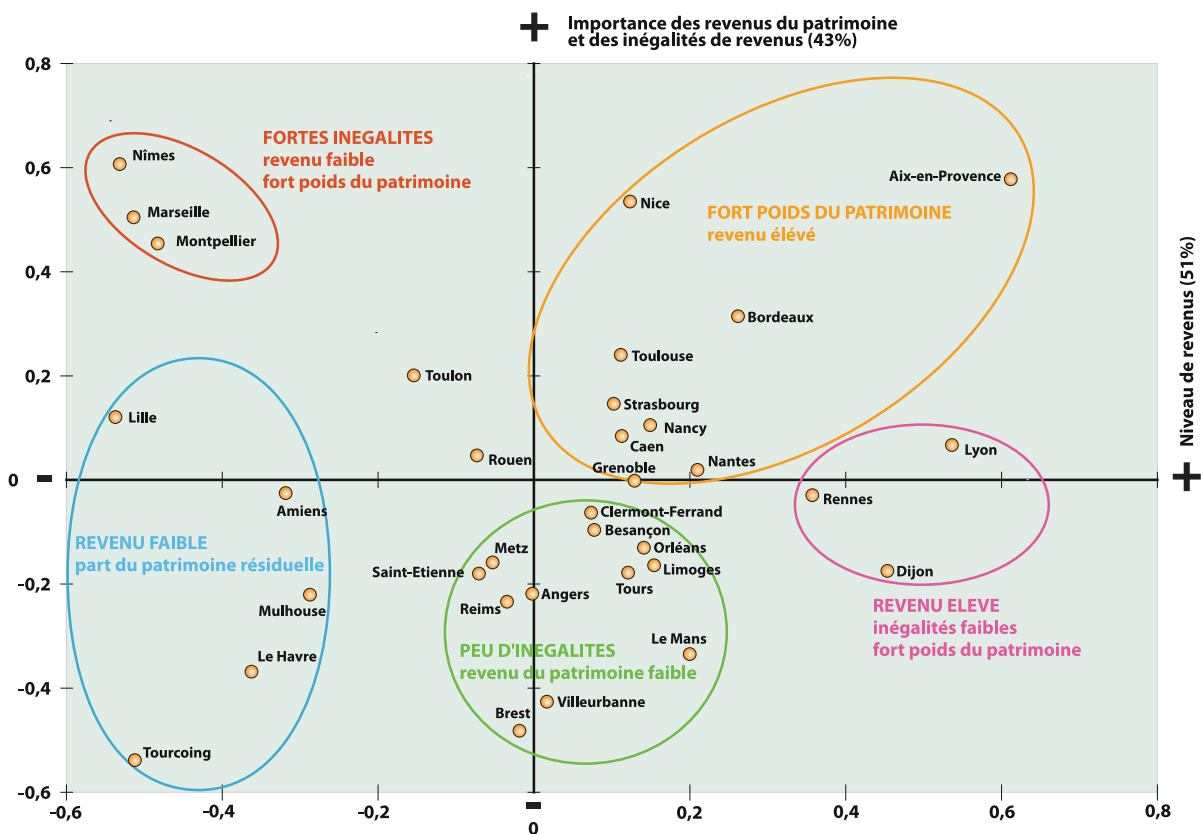 Importance des revenus du patrimoine
et des inégalités de revenus (43%)
0,8
0,6
0,4
0,2
0
-0,2
-0,4
-0,6
FORTES INEGALITES
revenu faible
fort poids du patrimoine
Nîmes
Marseille
Montpellier
Aix-en-Provence
Nice
FORT POIDS DU PATRIMOINE
revenu élévé
Bordeaux
Toulouse
Toulon
Strasbourg
Nancy
Caen
Lille
Rouen
Grenoble
Nantes
Lyon
Niveau de revenus (51%)
Amiens
Rennes
Clermont-Ferrand
Besançon
REVENU FAIBLE
part du patrimoine résiduelle
Metz
Orléans
Saint-Etienne
Limoges
Tours
Dijon
Mulhouse
Reims
Angers
REVENU ELEVE
inégalités faibles
fort poids du patrimoine
Le Havre
Le Mans
PEU D'INEGALITES
revenu du patrimoine faible
Villeurbanne
Brest
Tourcoing
-0,6
-0,4
-0,2
0
0,2
0,4
0,6
0,8